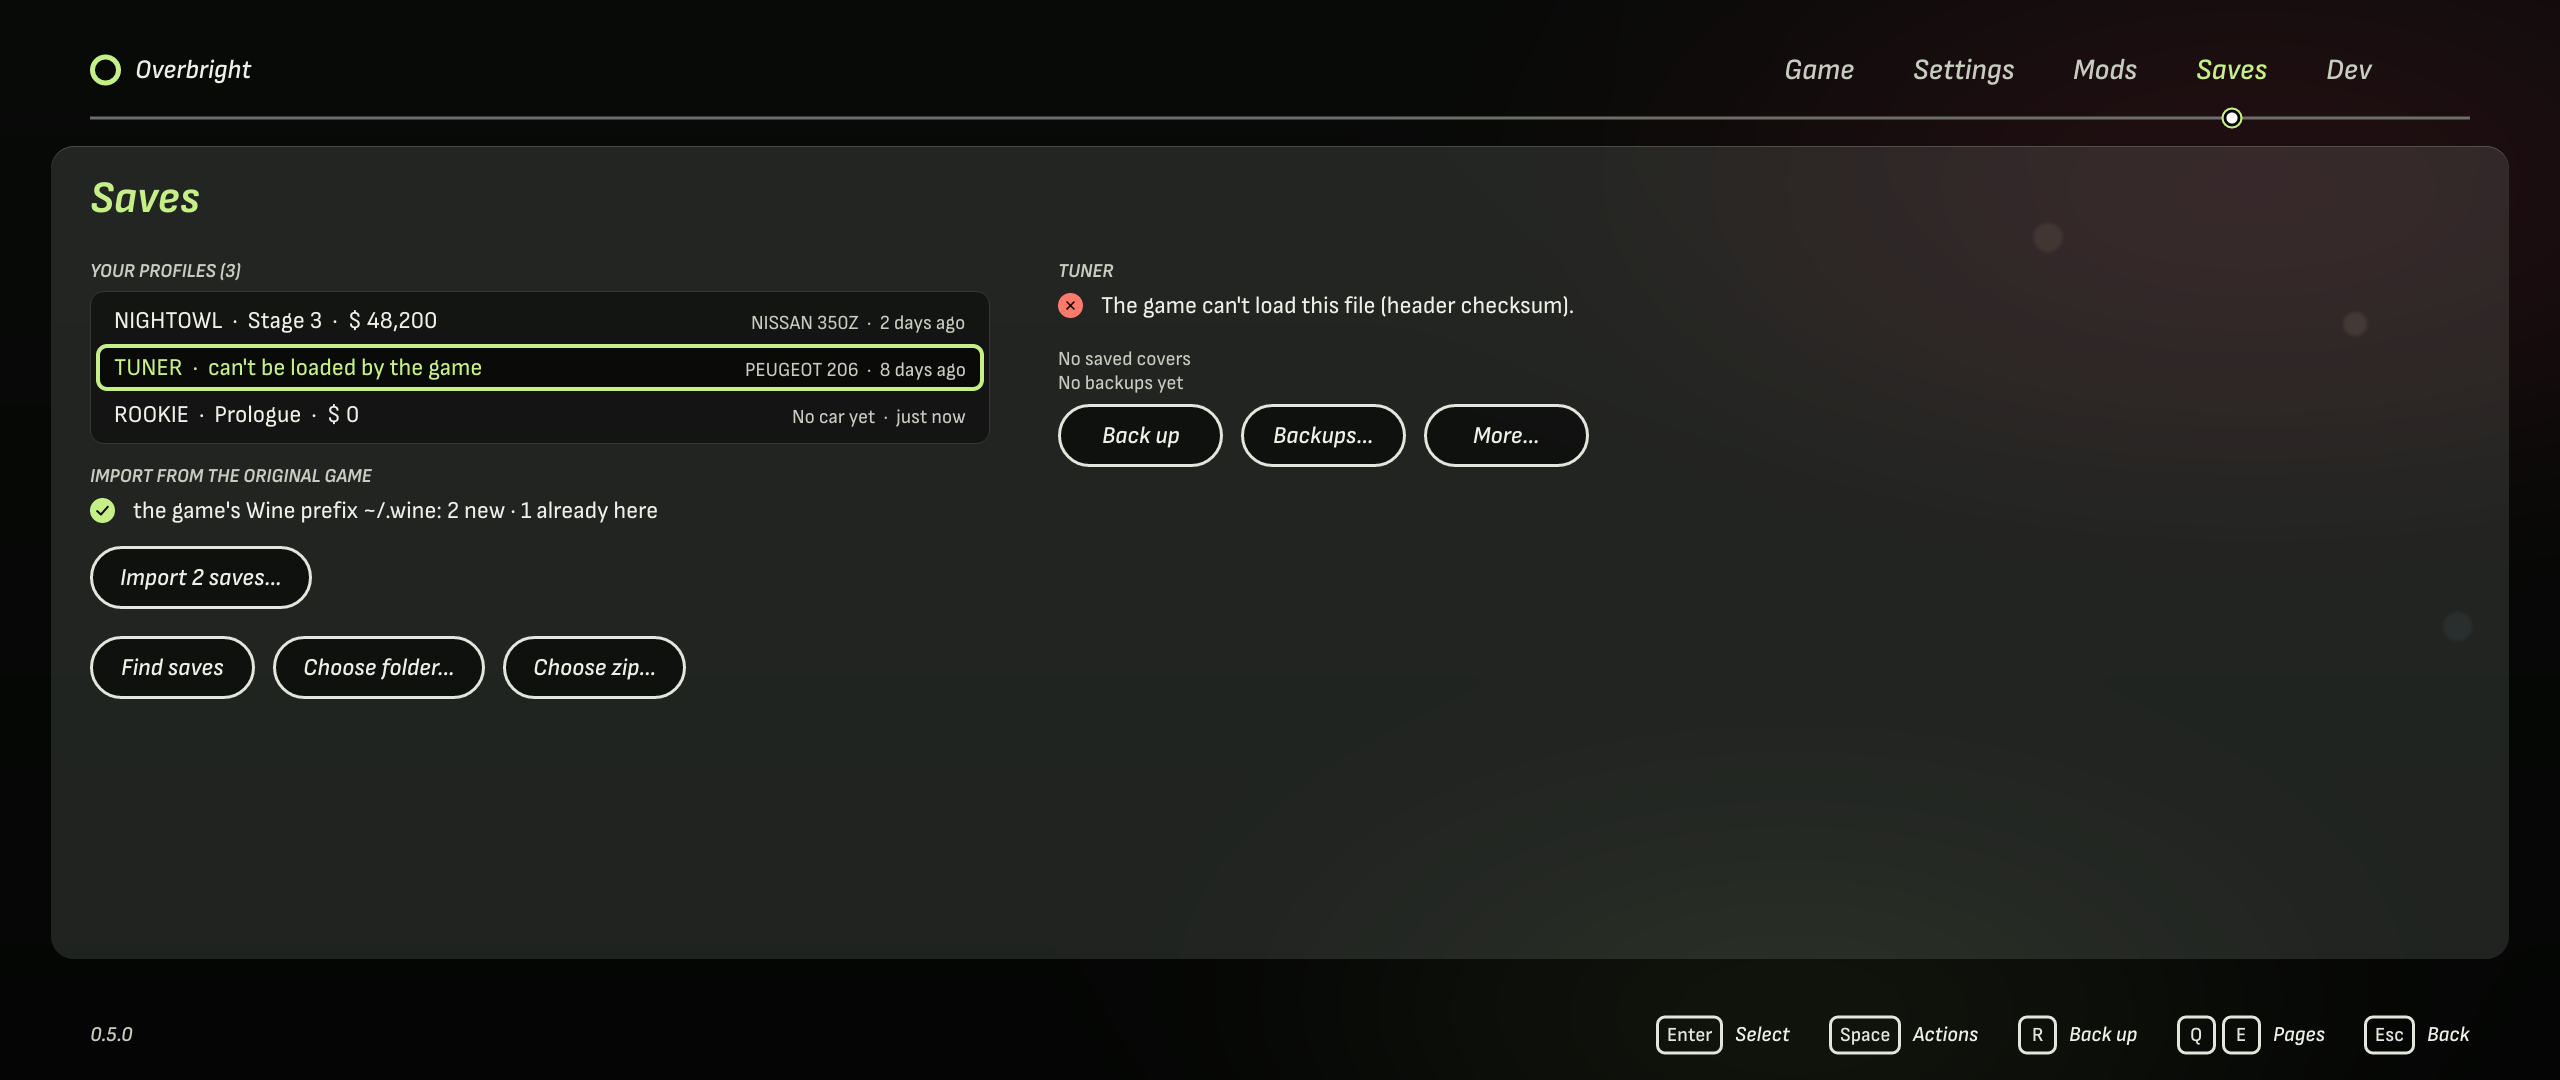 Overbright
Game Settings Mods Saves Dev
Saves
YOUR PROFILES (3)
NIGHTOWL · Stage 3 · $ 48,200 NISSAN 350Z · 2 days ago
TUNER · can't be loaded by the game PEUGEOT 206 · 8 days ago
ROOKIE · Prologue · $ 0 No car yet · just now
IMPORT FROM THE ORIGINAL GAME
the game's Wine prefix ~/.wine: 2 new · 1 already here
Import 2 saves...
Find saves Choose folder... Choose zip...
TUNER
The game can't load this file (header checksum).
No saved covers
No backups yet
Back up Backups... More...
0.5.0
Enter Select Space Actions R Back up Q E Pages Esc Back